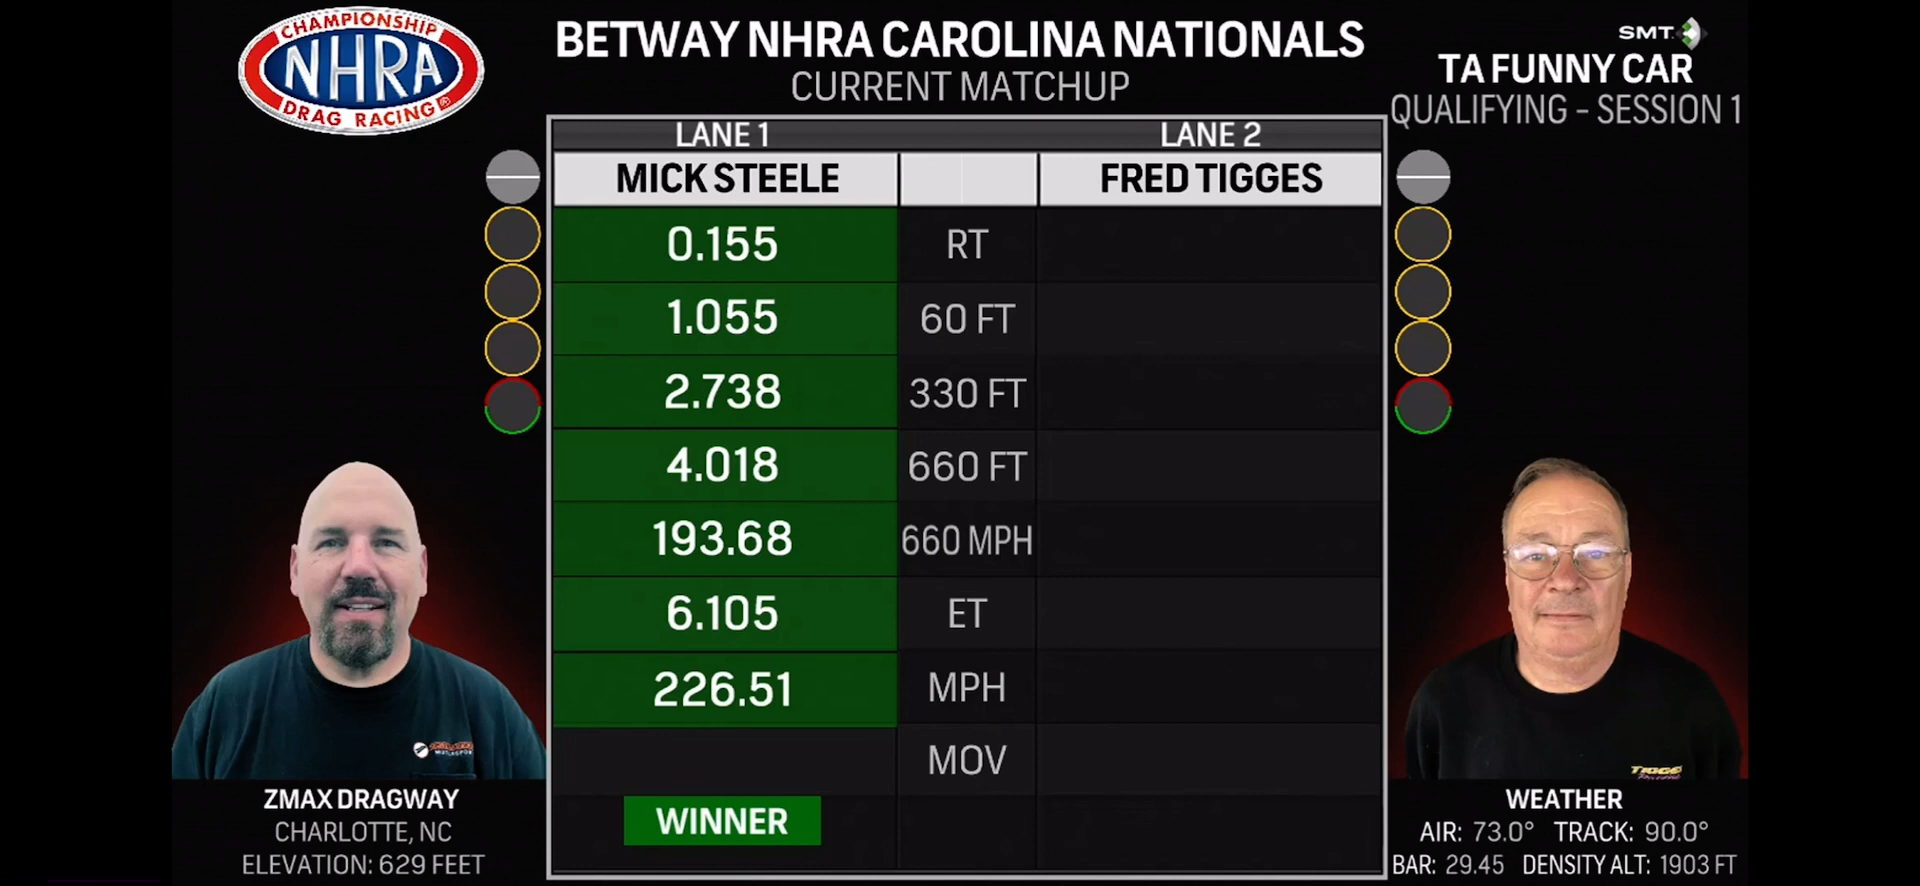 CHAMPIONSHIP
NHRA
DRAG RACING
BETWAY NHRA CAROLINA NATIONALS
CURRENT MATCHUP
SMT
TA FUNNY CAR
QUALIFYING - SESSION 1
LANE 1 LANE 2
MICK STEELE FRED TIGGES
0.155 RT
1.055 60 FT
2.738 330 FT
4.018 660 FT
193.68 660 MPH
6.105 ET
226.51 MPH
MOV
WINNER
TIGGES
ZMAX DRAGWAY
CHARLOTTE, NC
ELEVATION: 629 FEET
WEATHER
AIR: 73.0° TRACK: 90.0°
BAR: 29.45 DENSITY ALT: 1903 FT